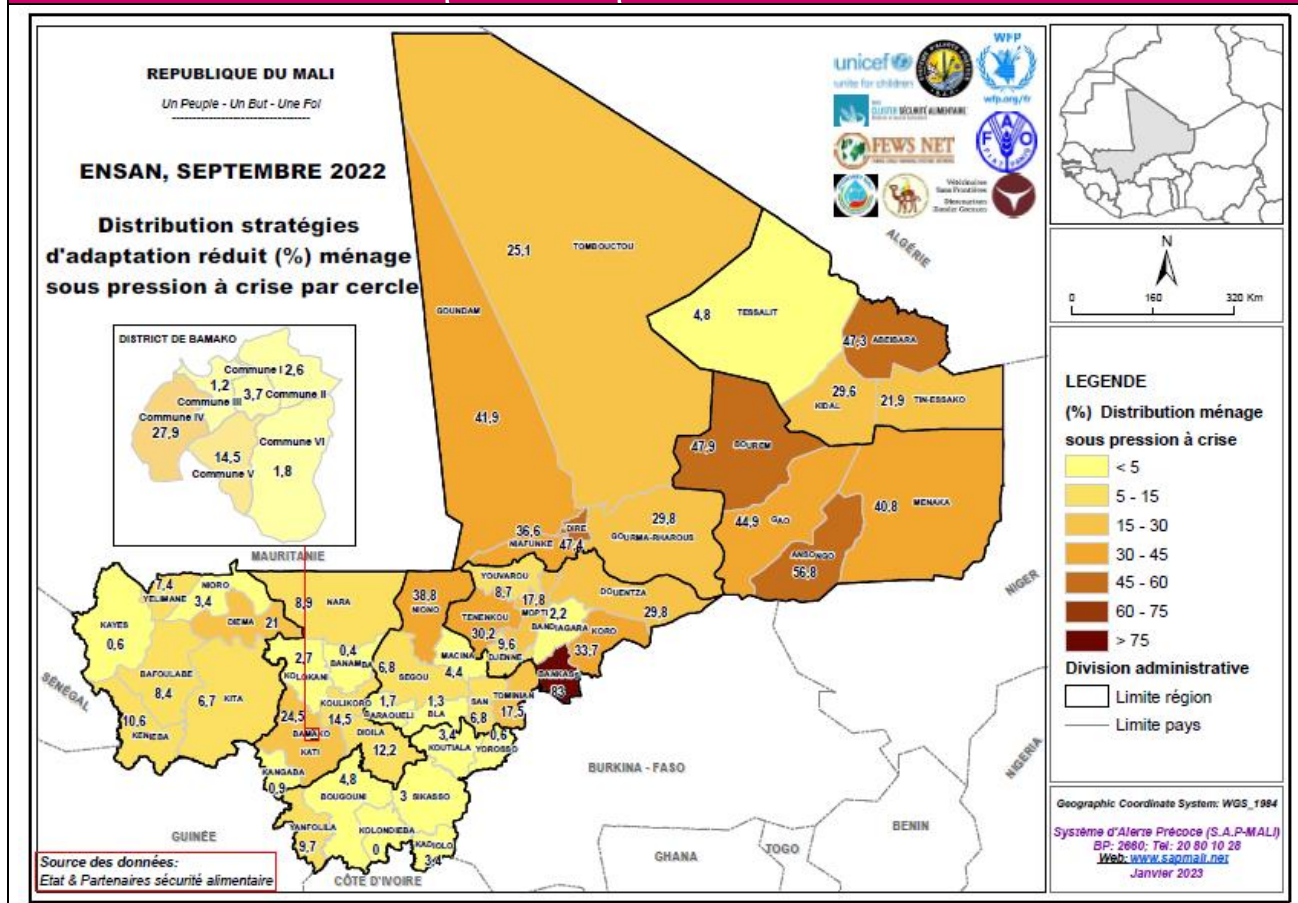 REPUBLIQUE DU MALI
Un Peuple - Un But - Une Foi
ENSAN, SEPTEMBRE 2022
Distribution stratégies
d'adaptation réduit (%) ménage
sous pression à crise par cercle
DISTRICT DE BAMAKO
Commune I 2,6
1,2
3,7 Commune II
Commune III
Commune IV
27,9
Commune VI
14,5
Commune V
1,8
unicef
unite for children
WFP
wfp.org/fr
CLUSTER SÉCURITÉ ALIMENTAIRE
FEWS NET
FAO
FIAT PANIS
Vétérinaires
Sans Frontières
ALGÉRIE
25,1 TOMBOUCTOU
GOUNDAM
41,9
4,8 TESSALIT
47,3 ABEIBARA
29,6
KIDAL
21,9 TIN-ESSAKO
47,9 BOUREM
40,8 MENAKA
44,9 GAO
ANSONGO
56,8
29,8
GOURMA-RHAROUS
36,6
NIAFUNKE
DIRE
47,4
MAURITANIE
NIGER
7,4
YELIMANE
NIORO
3,4
DIEMA 21
KAYES
0,6
8,9 NARA
38,8
NIONO
YOUVAROU
8,7
17,8
MOPTI
DOUENTZA
29,8
TENENKOU
30,2
9,6
DJENNE
2,2
BANDIAGARA
KORO
33,7
BANKASS
83
MACINA
4,4
0,4
BANAMBA
2,7
KOLOKANI
6,8
SEGOU
BAFOULABE
8,4
6,7 KITA
10,6
KENIEBA
SÉNÉGAL
KOULIKORO
14,5
1,7
BARAOUELI
1,3
BLA
SAN
6,8
TOMINIAN
17,5
24,5
BAMAKO
KATI
DIOILA
12,2
3,4
KOUTIALA
0,6
YOROSSO
KANGABA
0,9
4,8
BOUGOUNI
3 SIKASSO
YANFOLILA
9,7
KOLONDIEBA
0
KADIOLO
3,4
BURKINA - FASO
GUINÉE
CÔTE D'IVOIRE
GHANA
TOGO
BENIN
NIGERIA
Source des données:
Etat & Partenaires sécurité alimentaire
N
0 160 320 Km
LEGENDE
(%) Distribution ménage
sous pression à crise
< 5
5 - 15
15 - 30
30 - 45
45 - 60
60 - 75
> 75
Division administrative
Limite région
Limite pays
Geographic Coordinate System: WGS_1984
Système d'Alerte Précoce (S.A.P-MALI)
BP: 2660; Tel: 20 80 10 28
Web: www.sapmali.net
Janvier 2023